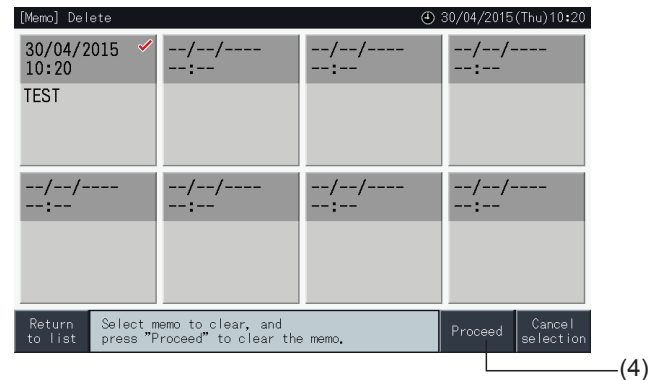 [Memo] Delete 30/04/2015(Thu)10:20
30/04/2015 --/--/---- --/--/---- --/--/----
10:20 --:-- --:-- --:--
TEST
--/--/---- --/--/---- --/--/---- --/--/----
--:-- --:-- --:-- --:--
Return Select memo to clear, and Proceed Cancel
to list press "Proceed" to clear the memo. selection
(4)